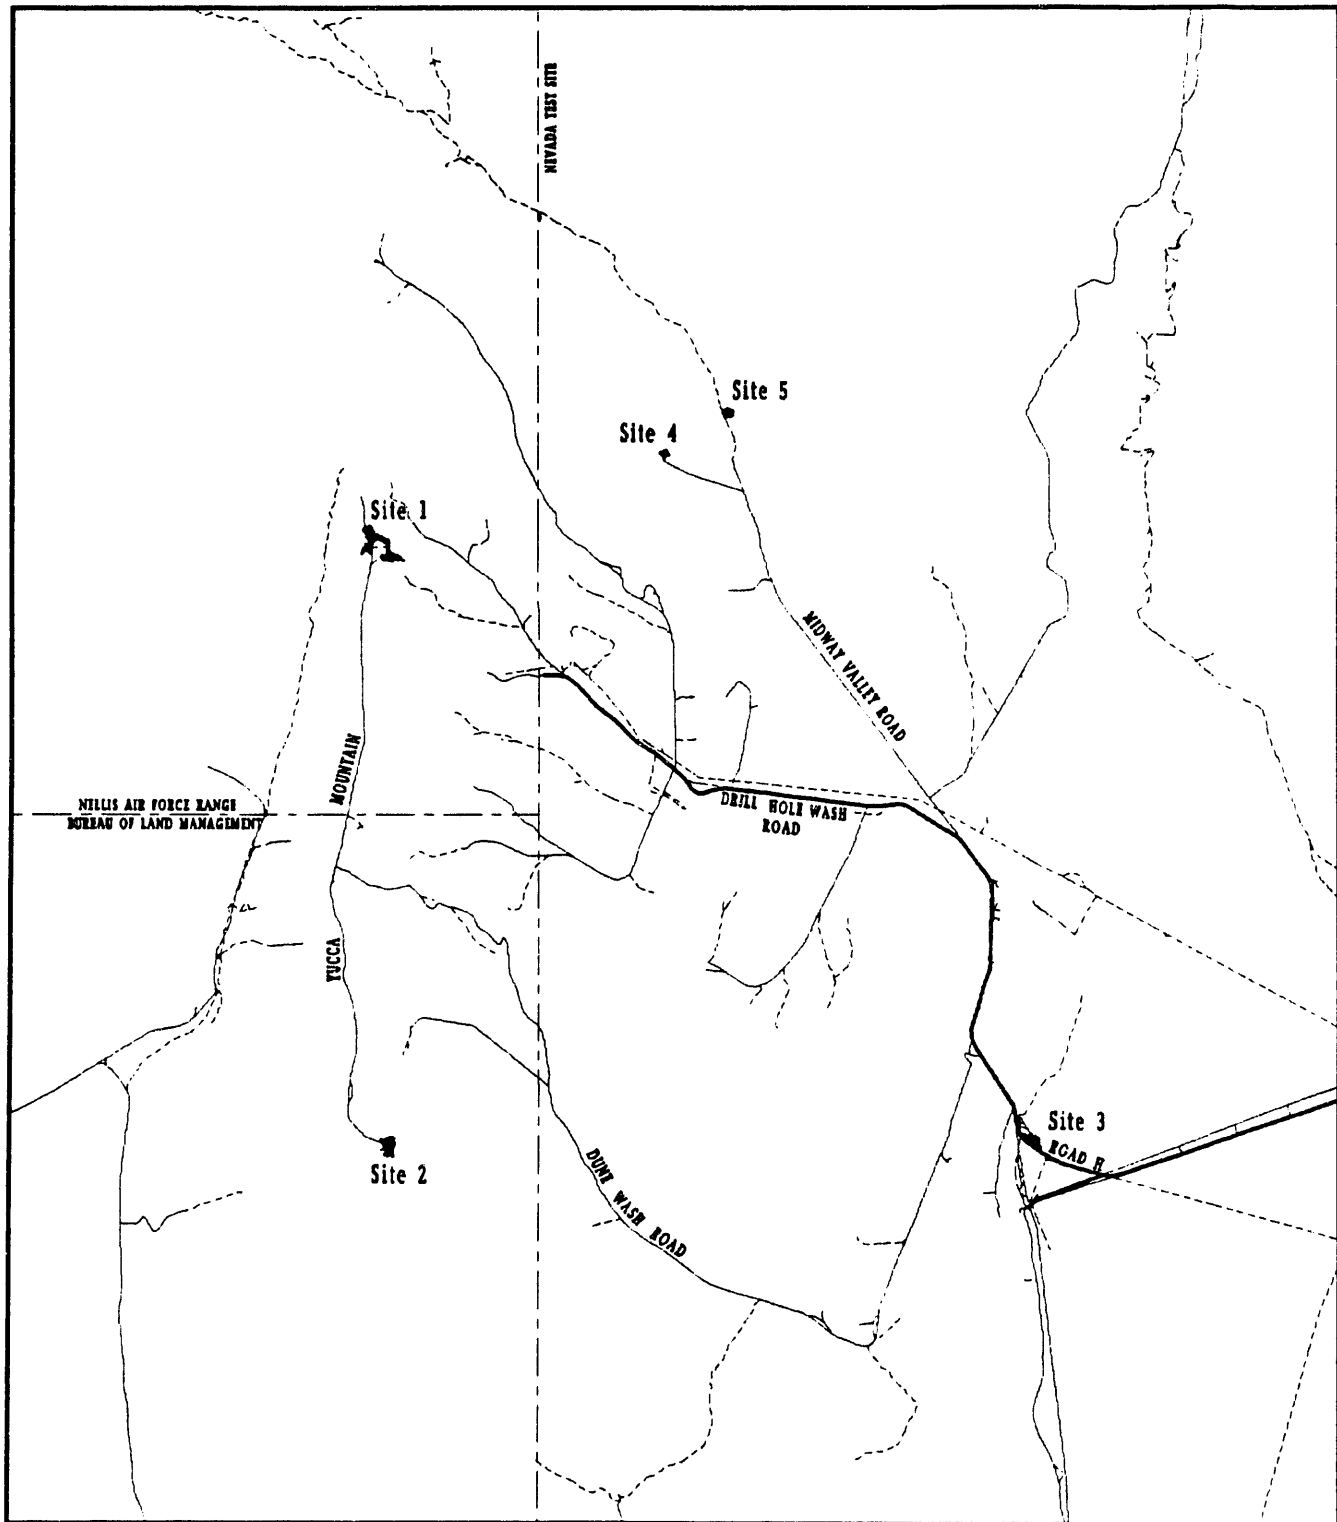 NEVADA TEST SITE
Site 5
Site 4
Site 1
MIDWAY VALLEY ROAD
MOUNTAIN
NELLIS AIR FORCE RANGE
BUREAU OF LAND MANAGEMENT
DRILL HOLE WASH
ROAD
YUCCA
Site 3
ROAD H
Site 2
DUNE WASH ROAD